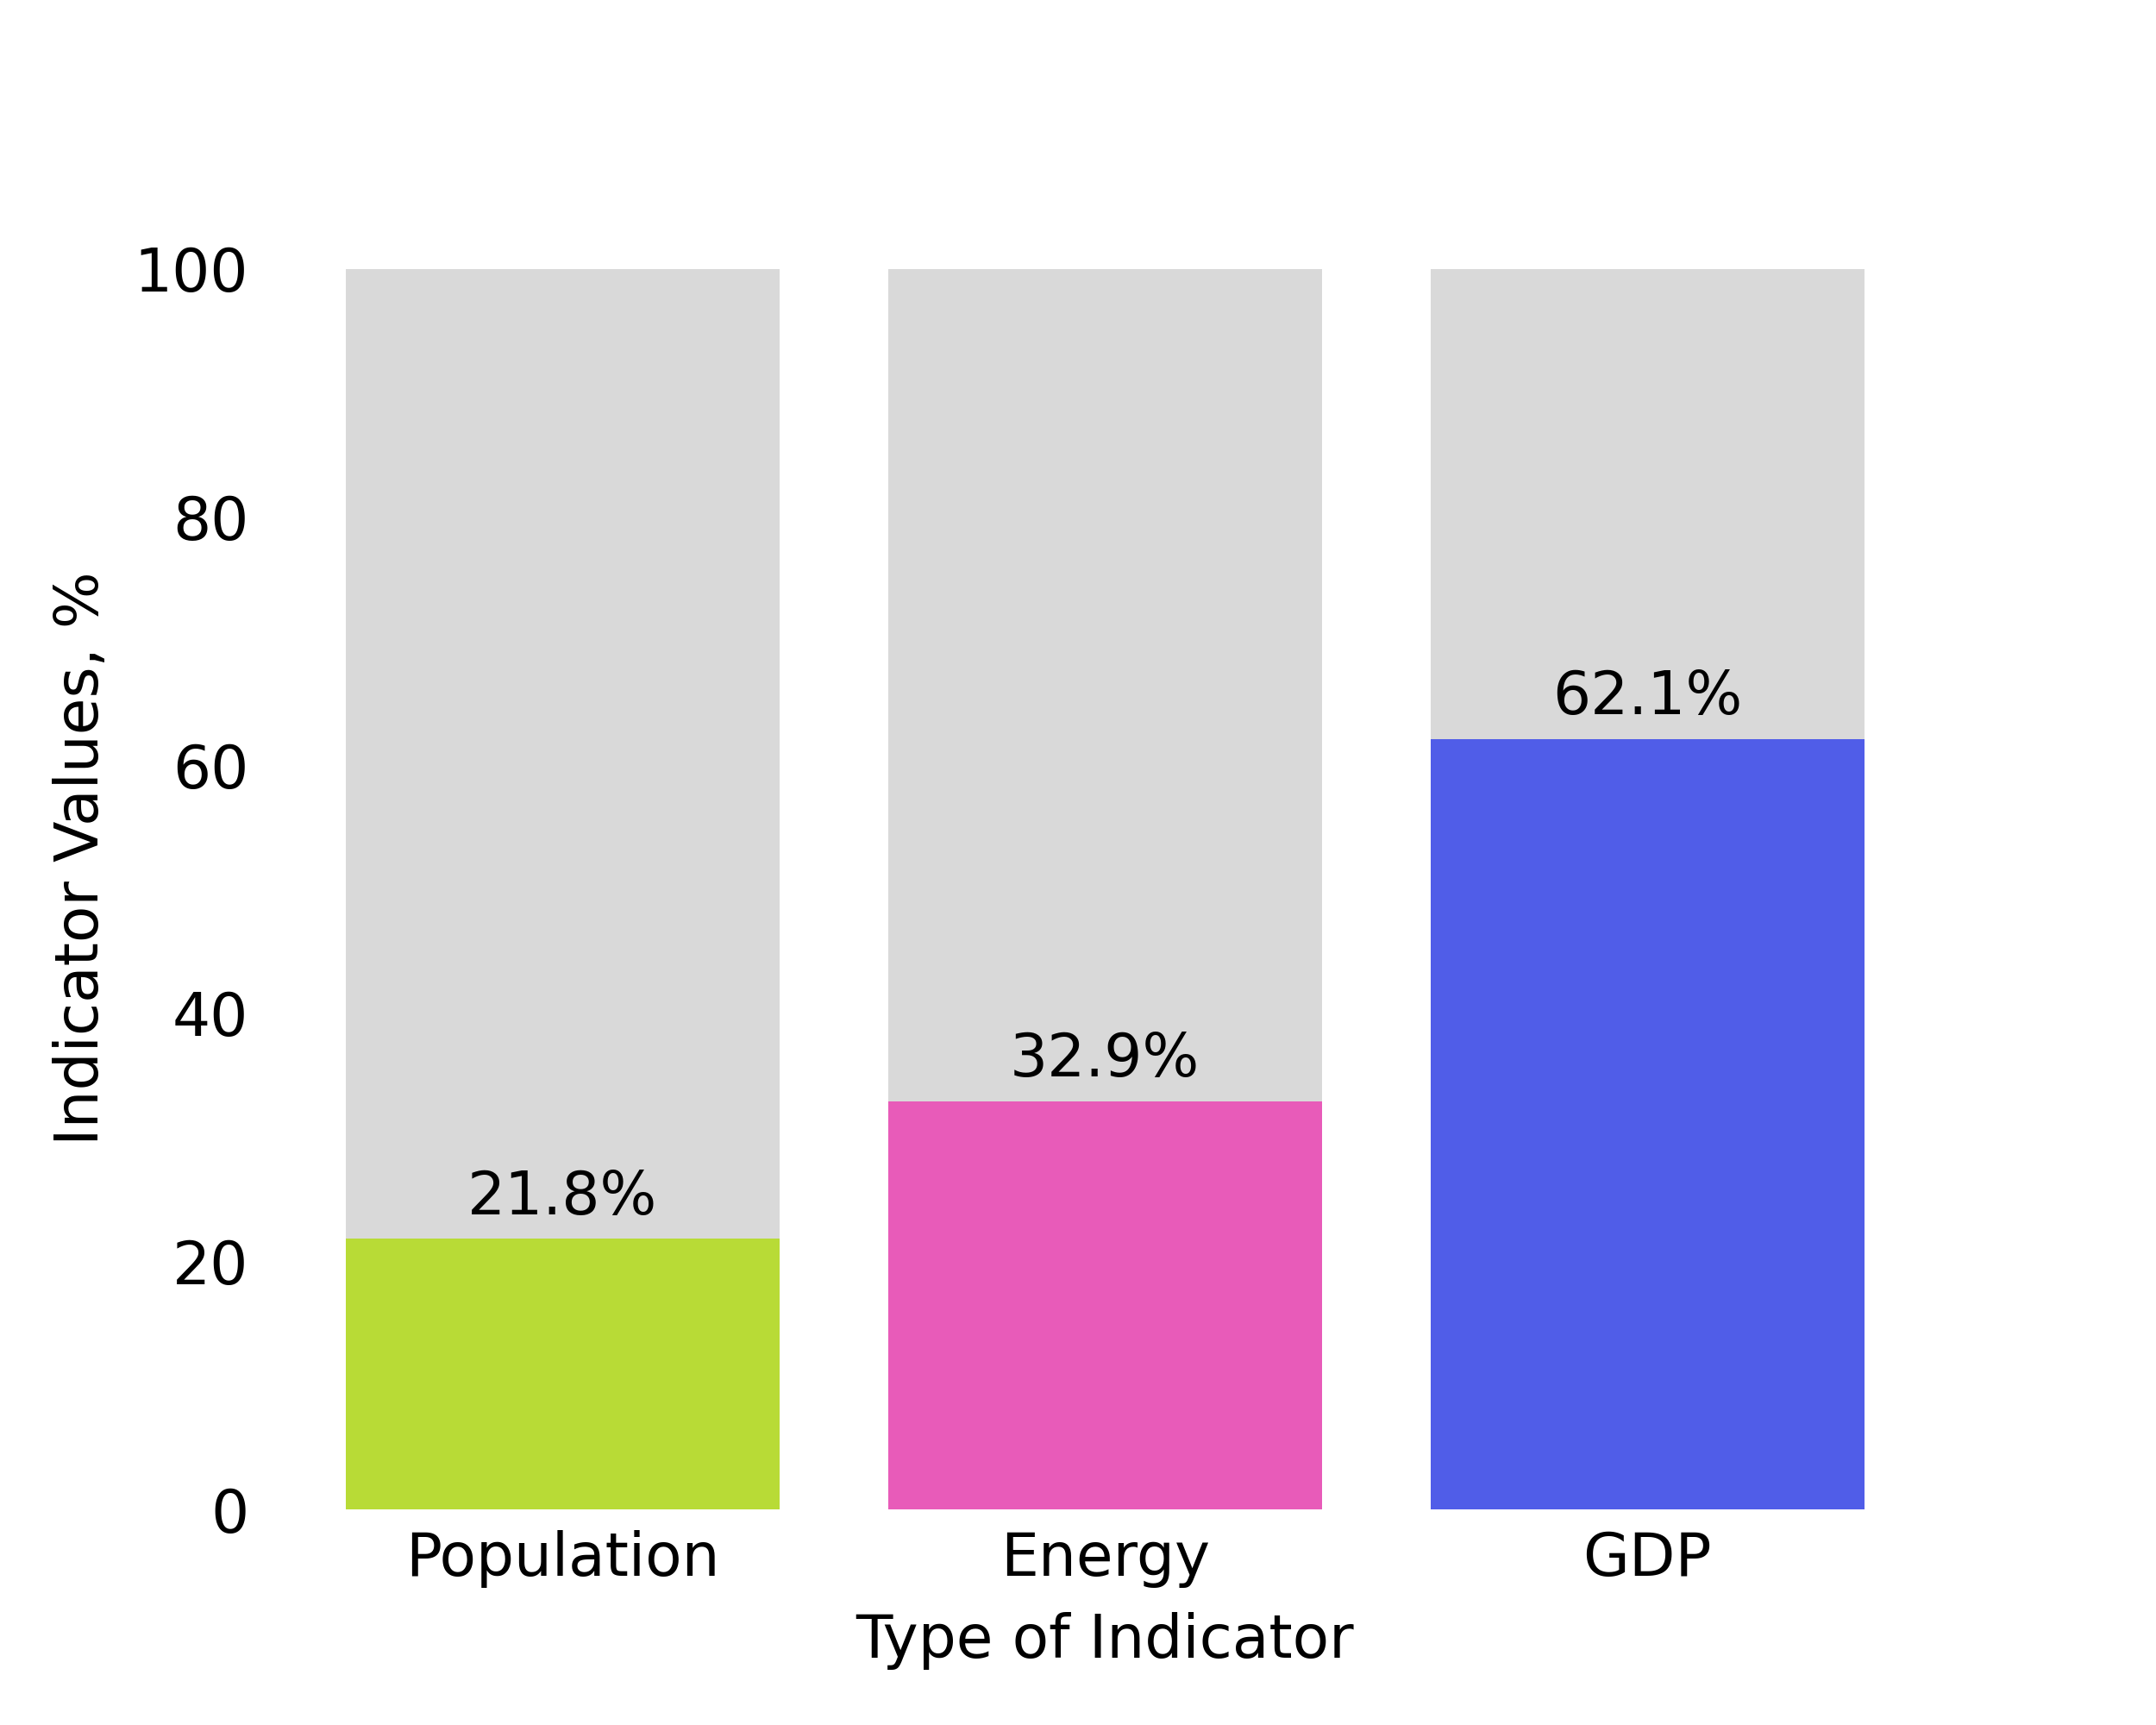 100
80
60
40
20
0
Indicator Values, %
21.8%
32.9%
62.1%
Population
Energy
GDP
Type of Indicator